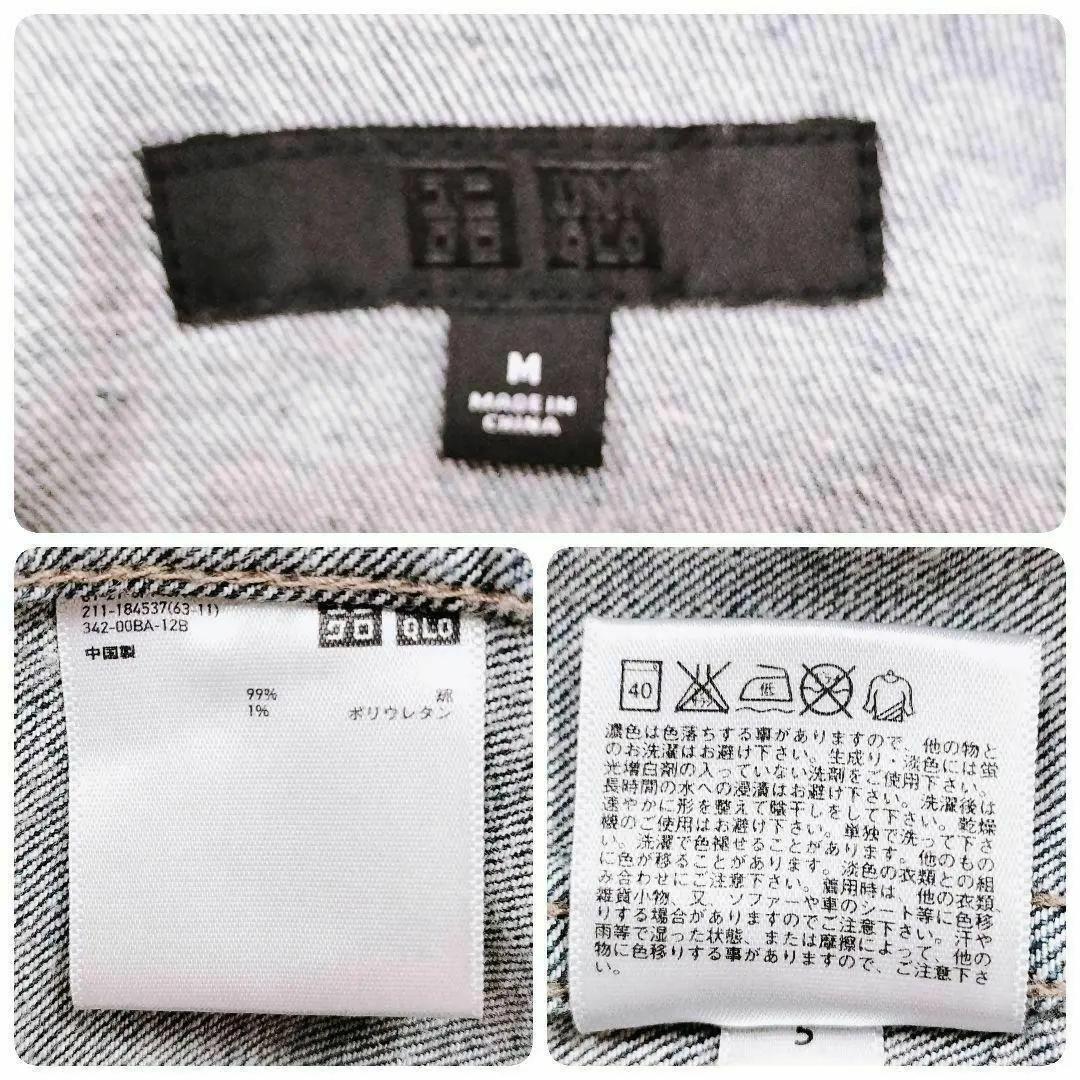 ユニ UNI
クロ QLO
M
MADE IN
CHINA
211-184537(63-11)
342-00BA-12B
クロ QLO
中国製
99% 綿
1% ポリウレタン
40 低
濃色は色落ちする事がありますので、他の物と
のお洗濯はお避け下さい。生成り・淡色には蛍
光増白剤の入っていない洗剤をご使用下さい。
長時間の水への浸漬はお避け下さい。洗濯後は
速やかに形を整えて陰干しをして下さい。乾燥
機のご使用はお避け下さい。単独で洗って下さ
い。洗濯で色褪せることがあります。他のもの
に色が移ることがあります。淡色の衣類との組
み合わせにご注意下さい。着用時は、他の衣類、
雑貨小物、又、ソファーや車のシート等に色移
りする場合がありますのでご注意下さい。汗や
雨等で湿った状態、または摩擦によって、他の
物に色移りする事がありますので、ご注意下さ
い。